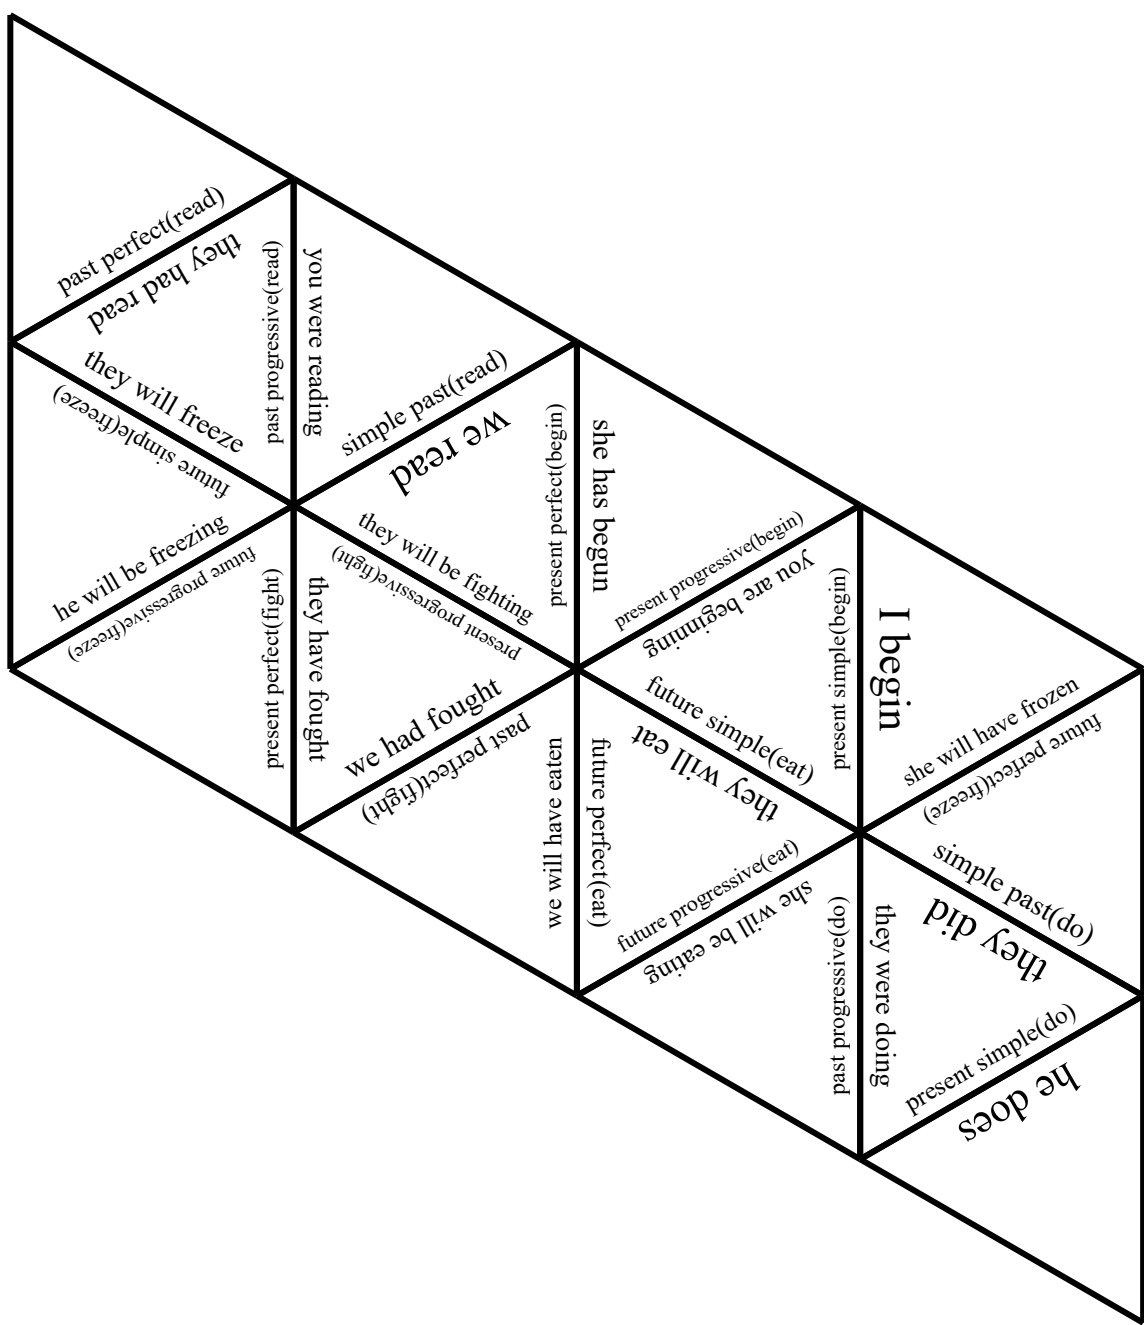 past perfect(read)
they had read
past progressive(read)
you were reading
they will freeze
future simple(freeze)
simple past(read)
we read
present perfect(begin)
she has begun
he will be freezing
future progressive(freeze)
present perfect(fight)
they have fought
they will be fighting
present progressive(fight)
present progressive(begin)
you are beginning
present simple(begin)
I begin
we had fought
past perfect(fight)
future simple(eat)
they will eat
she will have frozen
future perfect(freeze)
we will have eaten
future perfect(eat)
future progressive(eat)
she will be eating
past progressive(do)
they were doing
simple past(do)
they did
present simple(do)
he does